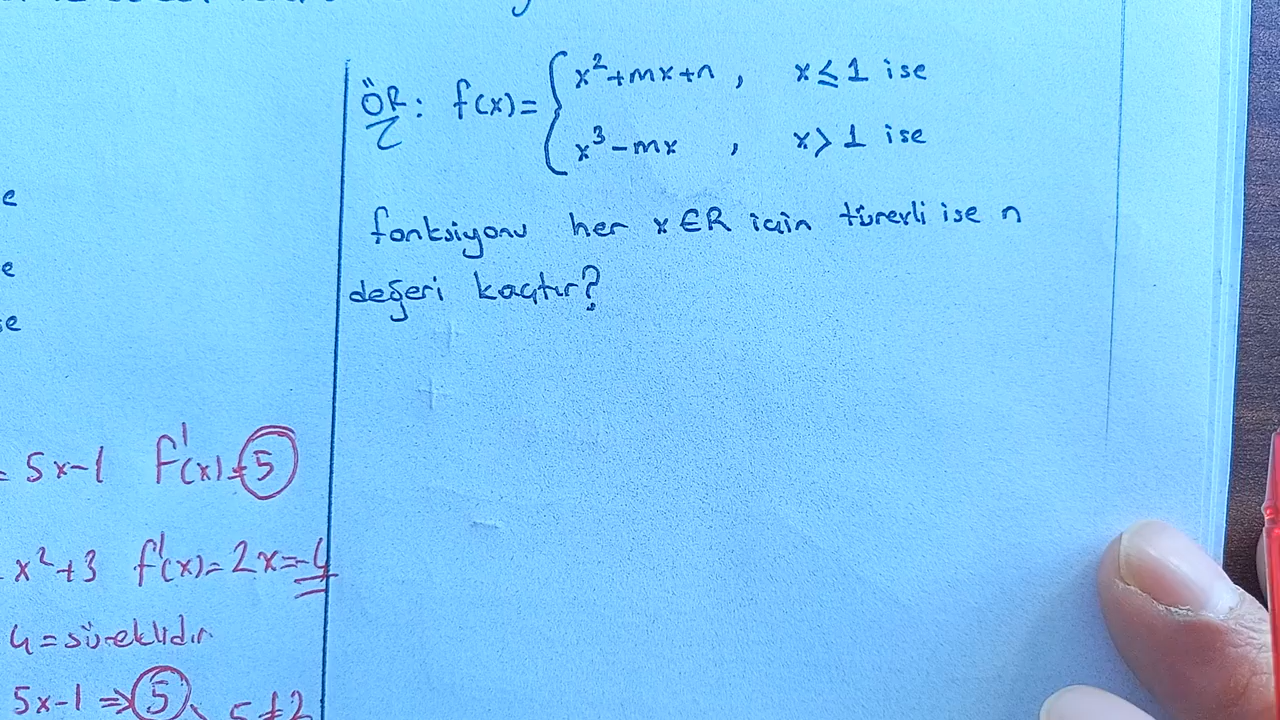 ÖR: f(x)= { x²+mx+n , x≤1 ise
x³-mx , x>1 ise
fonksiyonu her x∈R için türevli ise n
değeri kaçtır?
e
e
se
= 5x-1 f'(x)=5
x²+3 f'(x)=2x=-4
4=süreklidir
5x-1 ⇒ 5